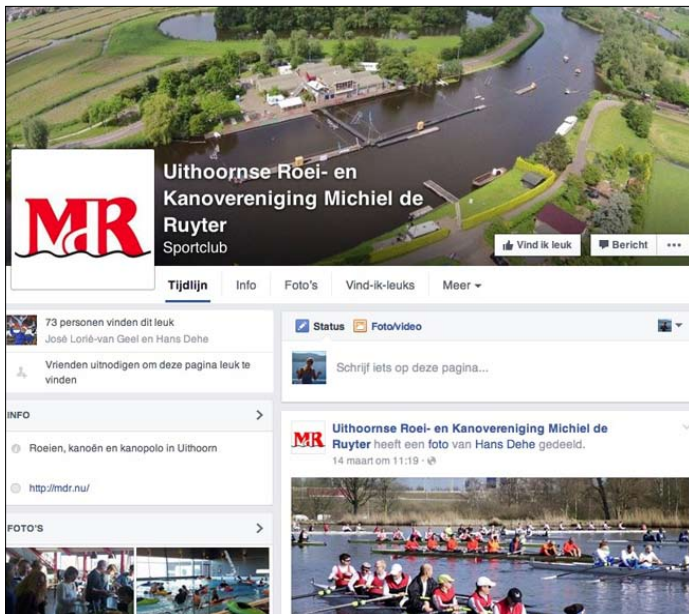 MdR
Uithoornse Roei- en
Kanovereniging Michiel de
Ruyter
Sportclub
Vind ik leuk
Bericht
Tijdlijn
Info
Foto's
Vind-ik-leuks
Meer
73 personen vinden dit leuk
José Lorié-van Geel en Hans Dehe
Vrienden uitnodigen om deze pagina leuk te
vinden
INFO
Roeien, kanoën en kanopolo in Uithoorn
http://mdr.nu/
FOTO'S
Status
Foto/video
Schrijf iets op deze pagina...
MdR
Uithoornse Roei- en Kanovereniging Michiel de
Ruyter heeft een foto van Hans Dehe gedeeld.
14 maart om 11:19 ·